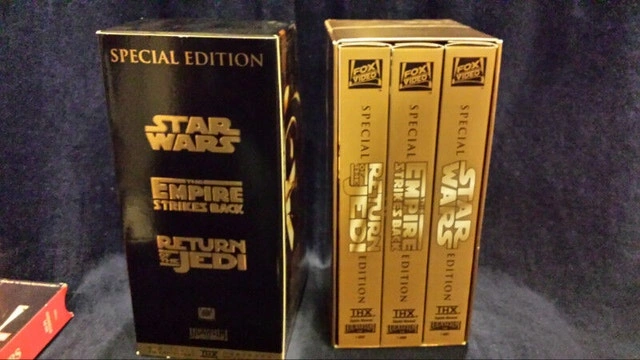 SPECIAL EDITION
STAR
WARS
THE
EMPIRE
STRIKES BACK
RETURN
OF THE
JEDI
THX
FOX
VIDEO
SPECIAL
RETURN
OF THE
JEDI
EDITION
THX
FOX
VIDEO
SPECIAL
THE
EMPIRE
STRIKES BACK
EDITION
THX
FOX
VIDEO
SPECIAL
STAR
WARS
EDITION
THX